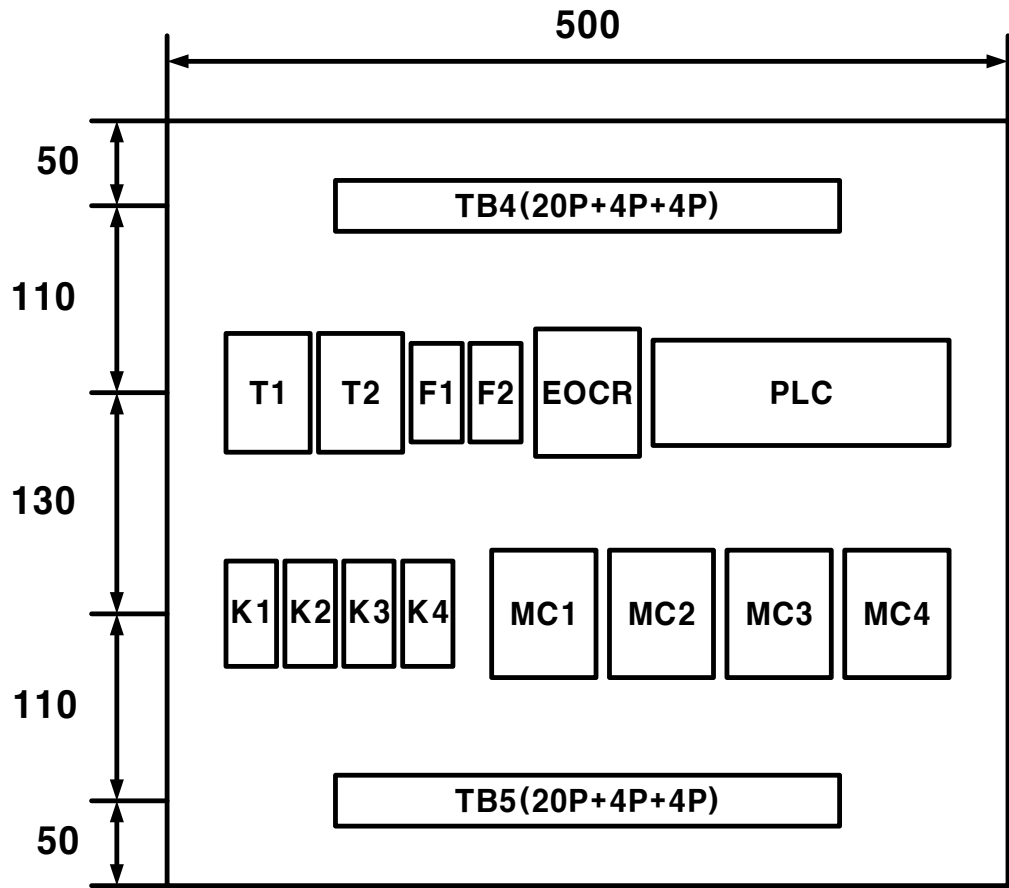 500
50
TB4(20P+4P+4P)
110
T1 T2 F1 F2 EOCR PLC
130
K1 K2 K3 K4 MC1 MC2 MC3 MC4
110
TB5(20P+4P+4P)
50